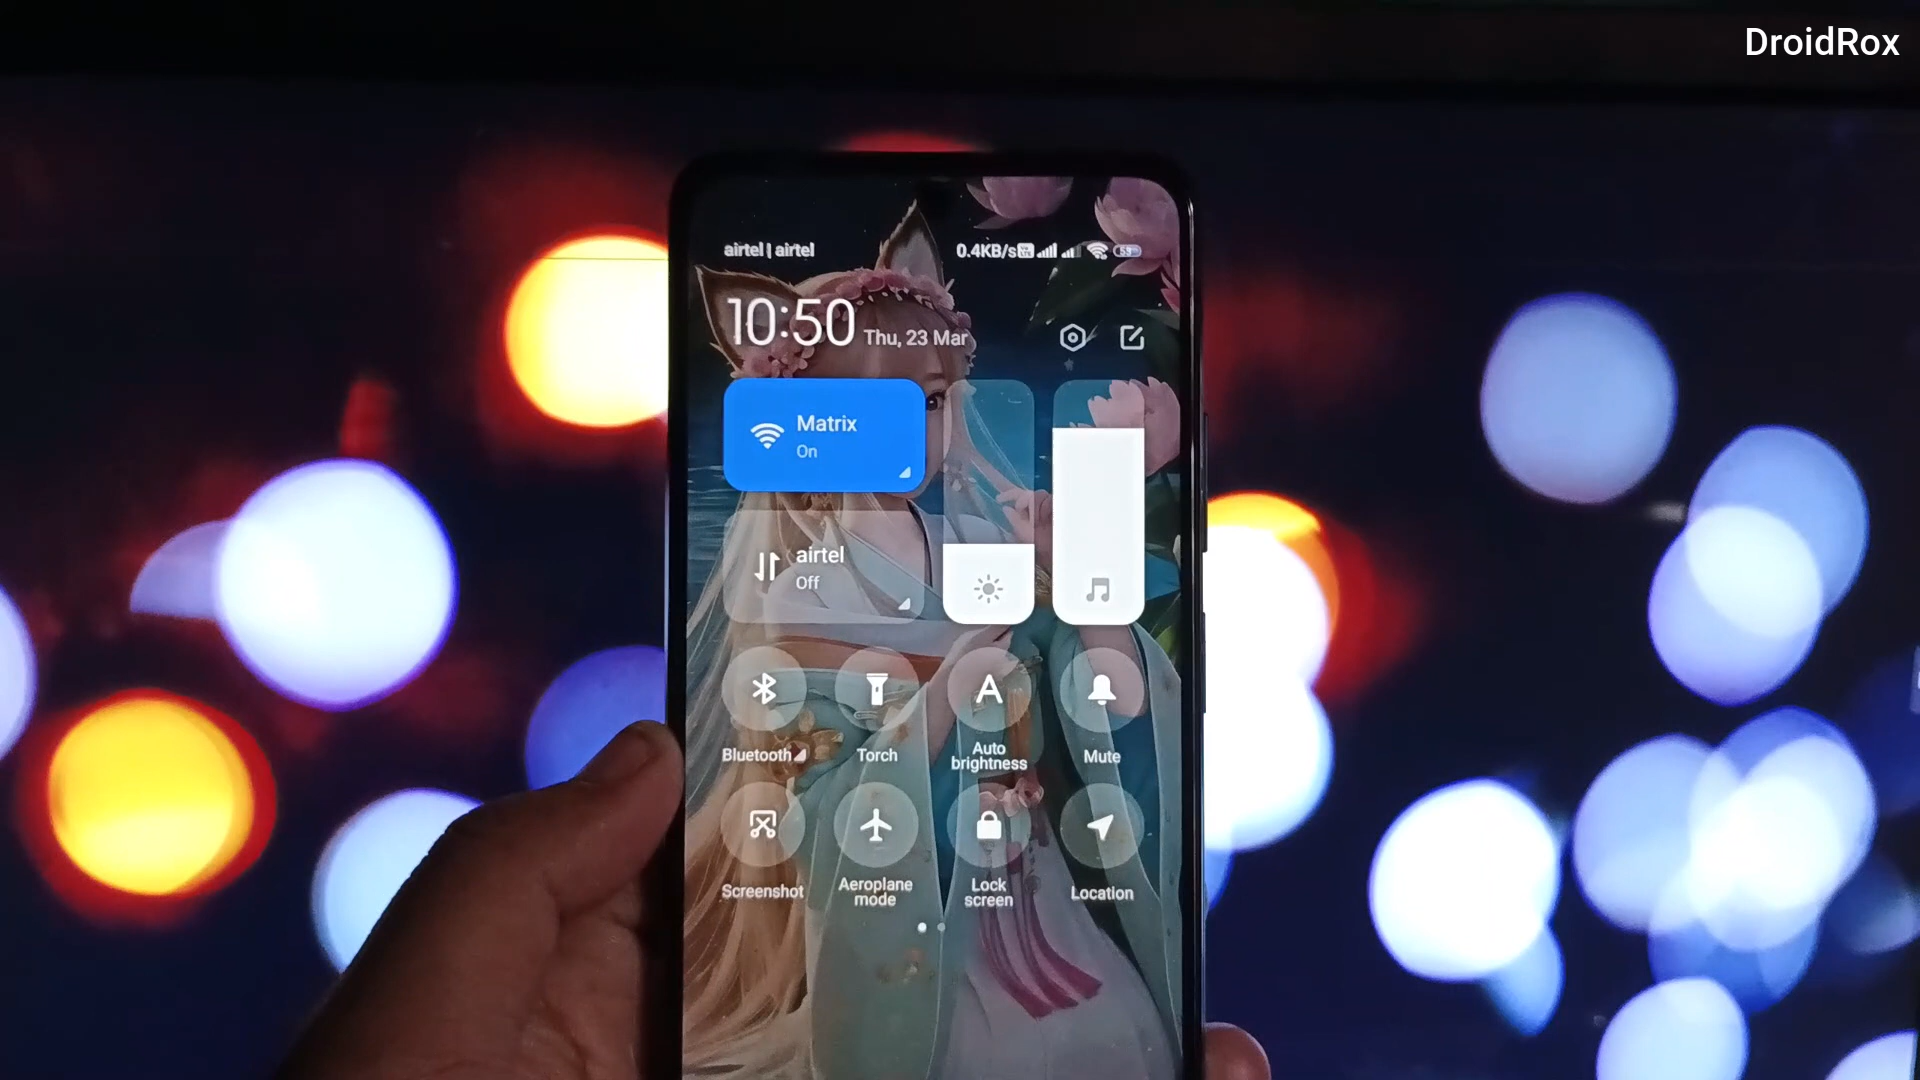 DroidRox
airtel | airtel
0.4KB/s
53
10:50 Thu, 23 Mar
Matrix
On
airtel
Off
Bluetooth
Torch
Auto
brightness
Mute
Screenshot
Aeroplane
mode
Lock
screen
Location